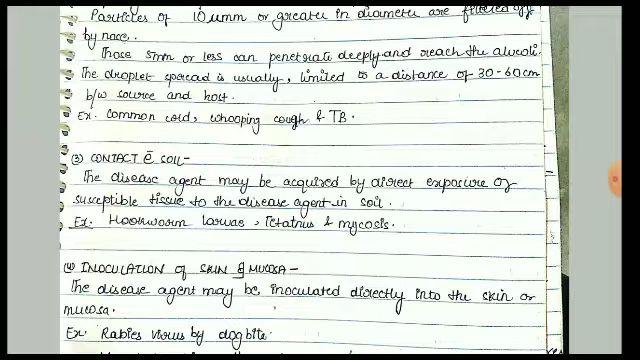 Particles of 10 µmm or greater in diameter are filtered off
by nose.
Those 5mm or less can penetrate deeply and reach the alveoli.
The droplet spread is usually, limited to a distance of 30-60cm
b/w source and host.
Ex. Common cold, whooping cough & TB.
(3) CONTACT c̄ SOIL-
The disease agent may be acquired by direct exposure of
susceptible tissue to the disease agent in soil.
Ex. Hookworm larvae, Tetatnus & mycosis.
(4) INOCULATION OF SKIN & MUCOSA-
The disease agent may be inoculated directly into the skin or
mucosa.
Ex. Rabies virus by dogbite.